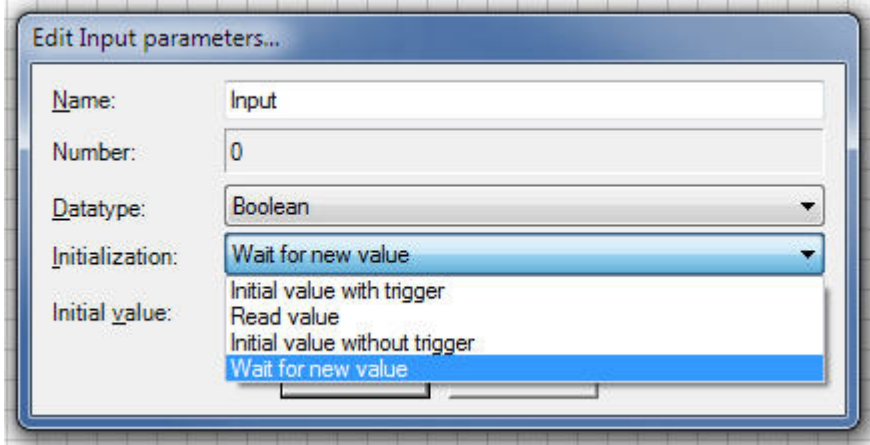 Edit Input parameters...
Name: Input
Number: 0
Datatype: Boolean
Initialization: Wait for new value
Initial value with trigger
Initial value: Read value
Initial value without trigger
Wait for new value